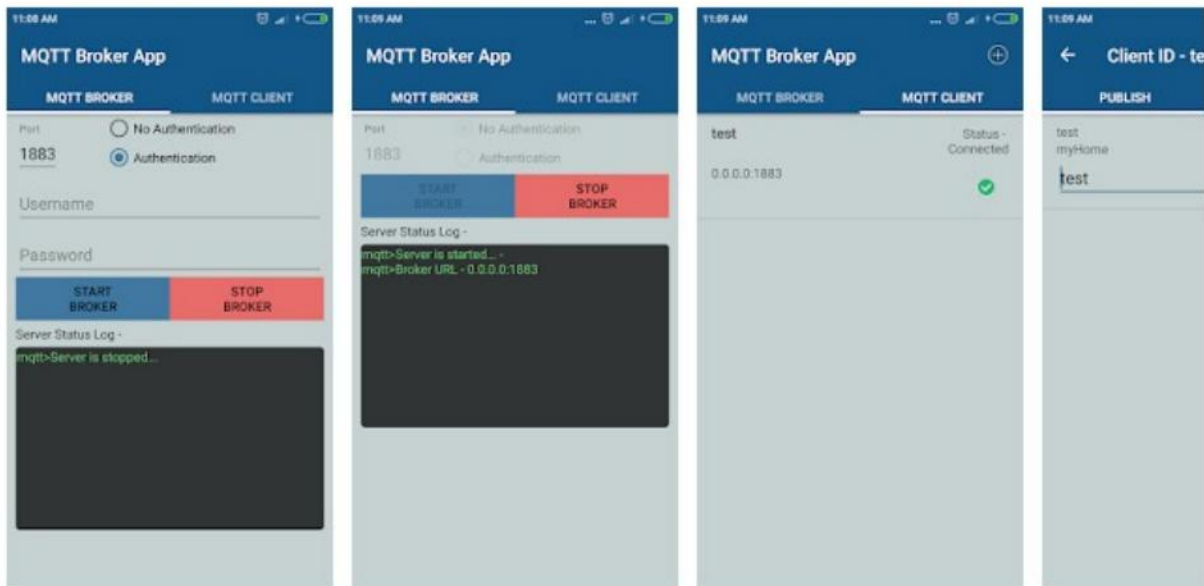 11:08 AM
MQTT Broker App
MQTT BROKER MQTT CLIENT
Port
No Authentication
1883
Authentication
Username
Password
START
BROKER
STOP
BROKER
Server Status Log -
mqtt>Server is stopped...
11:09 AM
...
MQTT Broker App
MQTT BROKER MQTT CLIENT
Port
No Authentication
1883
Authentication
START
BROKER
STOP
BROKER
Server Status Log -
mqtt>Server is started... -
mqtt>Broker URL - 0.0.0.0:1883
11:09 AM
...
MQTT Broker App
MQTT BROKER MQTT CLIENT
test
Status -
Connected
0.0.0.0:1883
11:09 AM
Client ID - te
PUBLISH
test
myHome
test